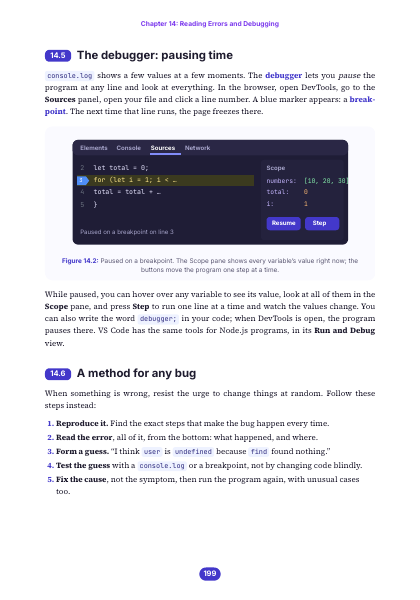 Chapter 14: Reading Errors and Debugging
14.5 The debugger: pausing time
console.log shows a few values at a few moments. The debugger lets you pause the
program at any line and look at everything. In the browser, open DevTools, go to the
Sources panel, open your file and click a line number. A blue marker appears: a break-
point. The next time that line runs, the page freezes there.
Elements Console Sources Network
2 let total = 0;
3 for (let i = 1; i < …
4 total = total + …
5 }
Paused on a breakpoint on line 3
Scope
numbers: [10, 20, 30]
total: 0
i: 1
Resume Step
Figure 14.2: Paused on a breakpoint. The Scope pane shows every variable's value right now; the
buttons move the program one step at a time.
While paused, you can hover over any variable to see its value, look at all of them in the
Scope pane, and press Step to run one line at a time and watch the values change. You
can also write the word debugger; in your code; when DevTools is open, the program
pauses there. VS Code has the same tools for Node.js programs, in its Run and Debug
view.
14.6 A method for any bug
When something is wrong, resist the urge to change things at random. Follow these
steps instead:
1. Reproduce it. Find the exact steps that make the bug happen every time.
2. Read the error, all of it, from the bottom: what happened, and where.
3. Form a guess. “I think user is undefined because find found nothing.”
4. Test the guess with a console.log or a breakpoint, not by changing code blindly.
5. Fix the cause, not the symptom, then run the program again, with unusual cases
too.
199